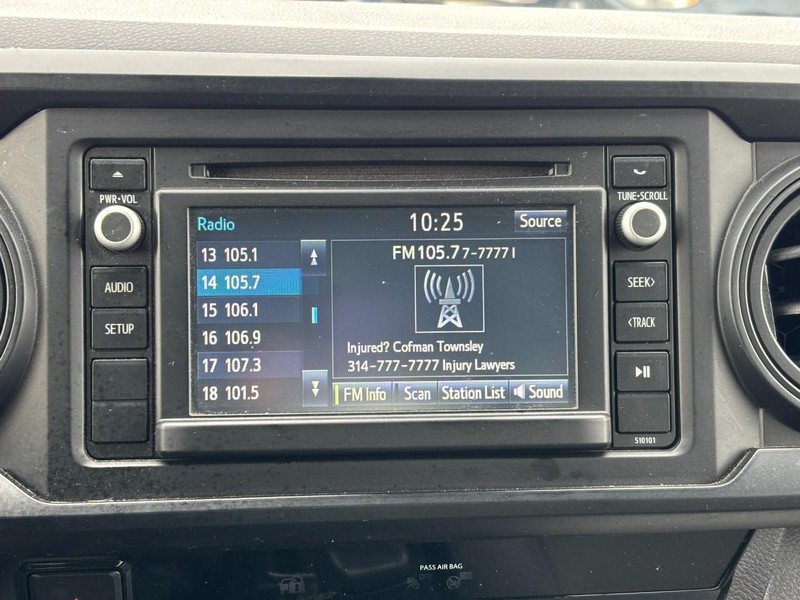 PWR•VOL
AUDIO
SETUP
Radio
10:25
Source
13 105.1
14 105.7
15 106.1
16 106.9
17 107.3
18 101.5
FM 105.7 7-7777 |
Injured? Cofman Townsley
314-777-7777 Injury Lawyers
FM Info
Scan
Station List
Sound
TUNE•SCROLL
SEEK>
<TRACK
510101
PASS AIR BAG